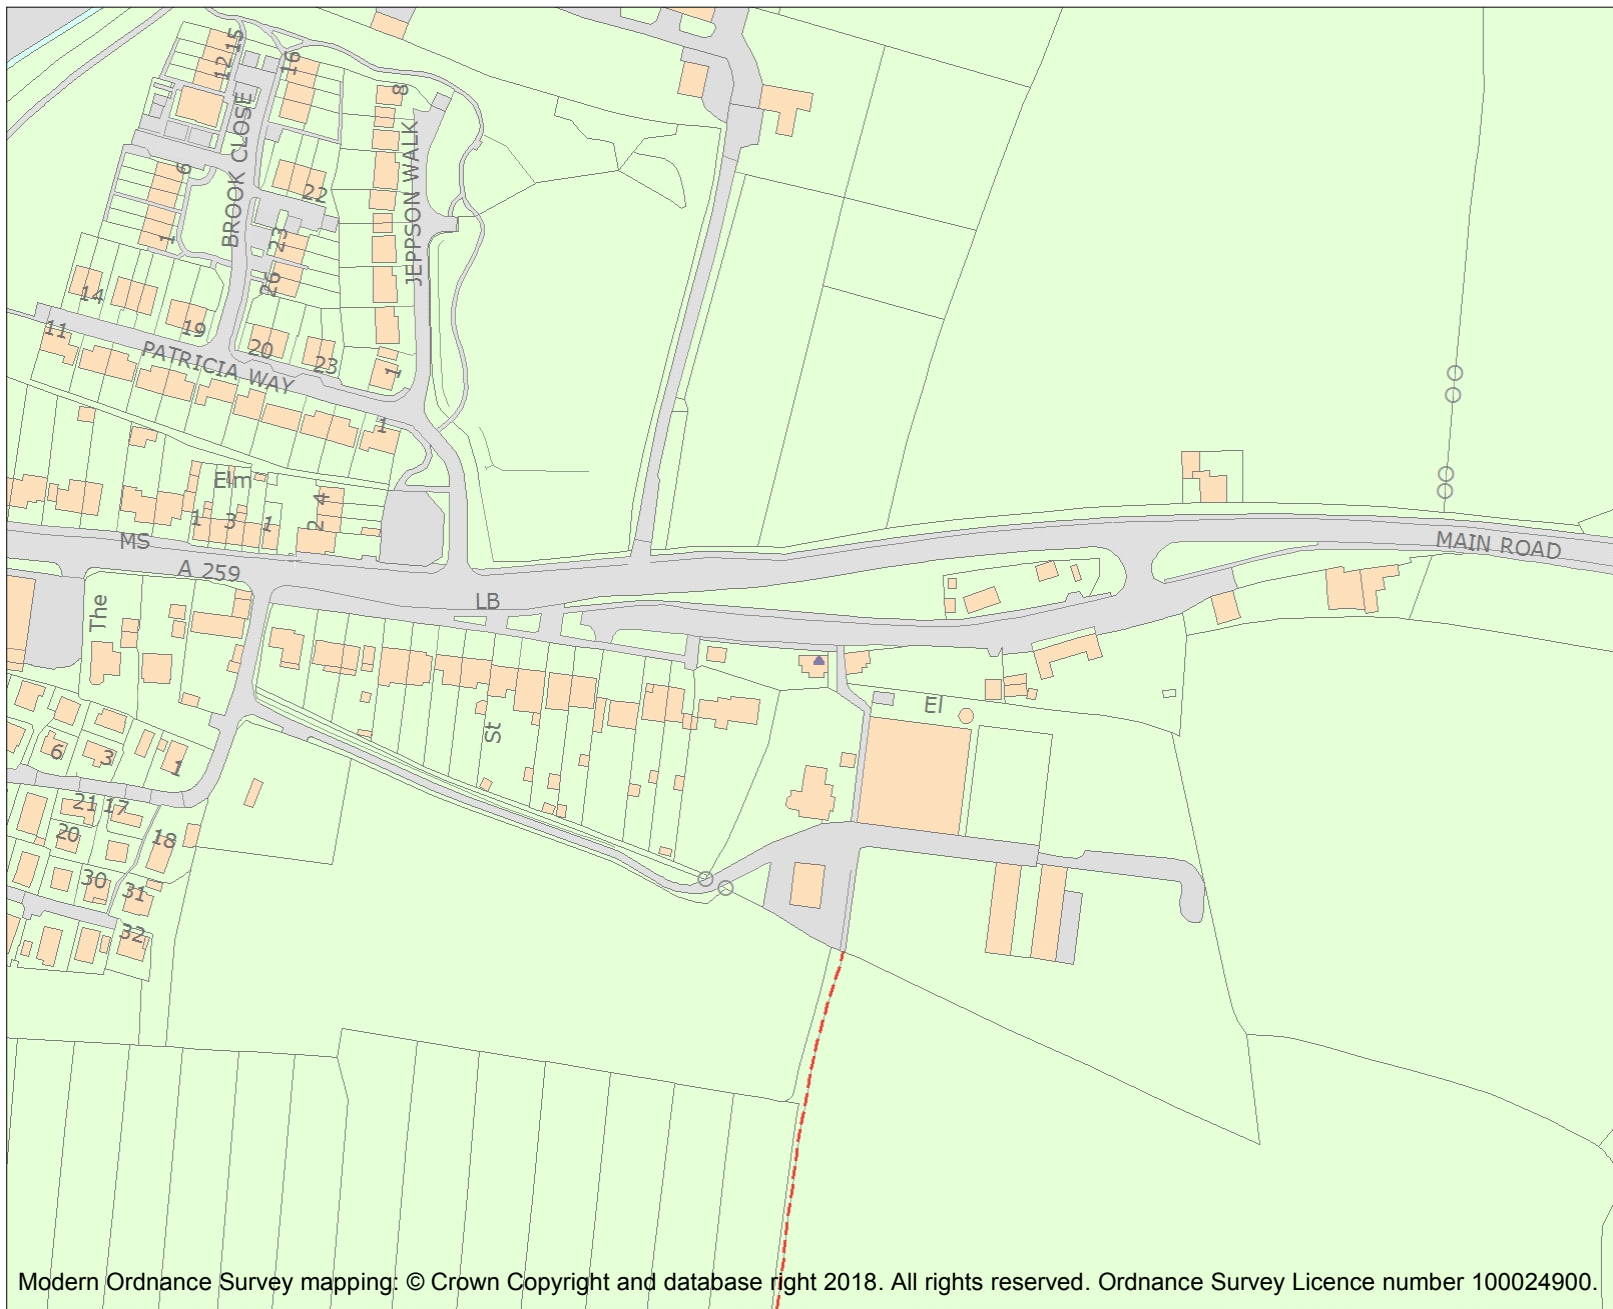 15
12
16
8
BROOK CLOSE
JEPPSON WALK
6
22
1
23
26
14
19
11
20
23
1
PATRICIA WAY
1
Elm
4
1
3
1
2
MS
A 259
MAIN ROAD
LB
The
El
St
6
3
1
21
17
20
18
30
31
32
Modern Ordnance Survey mapping: © Crown Copyright and database right 2018. All rights reserved. Ordnance Survey Licence number 100024900.